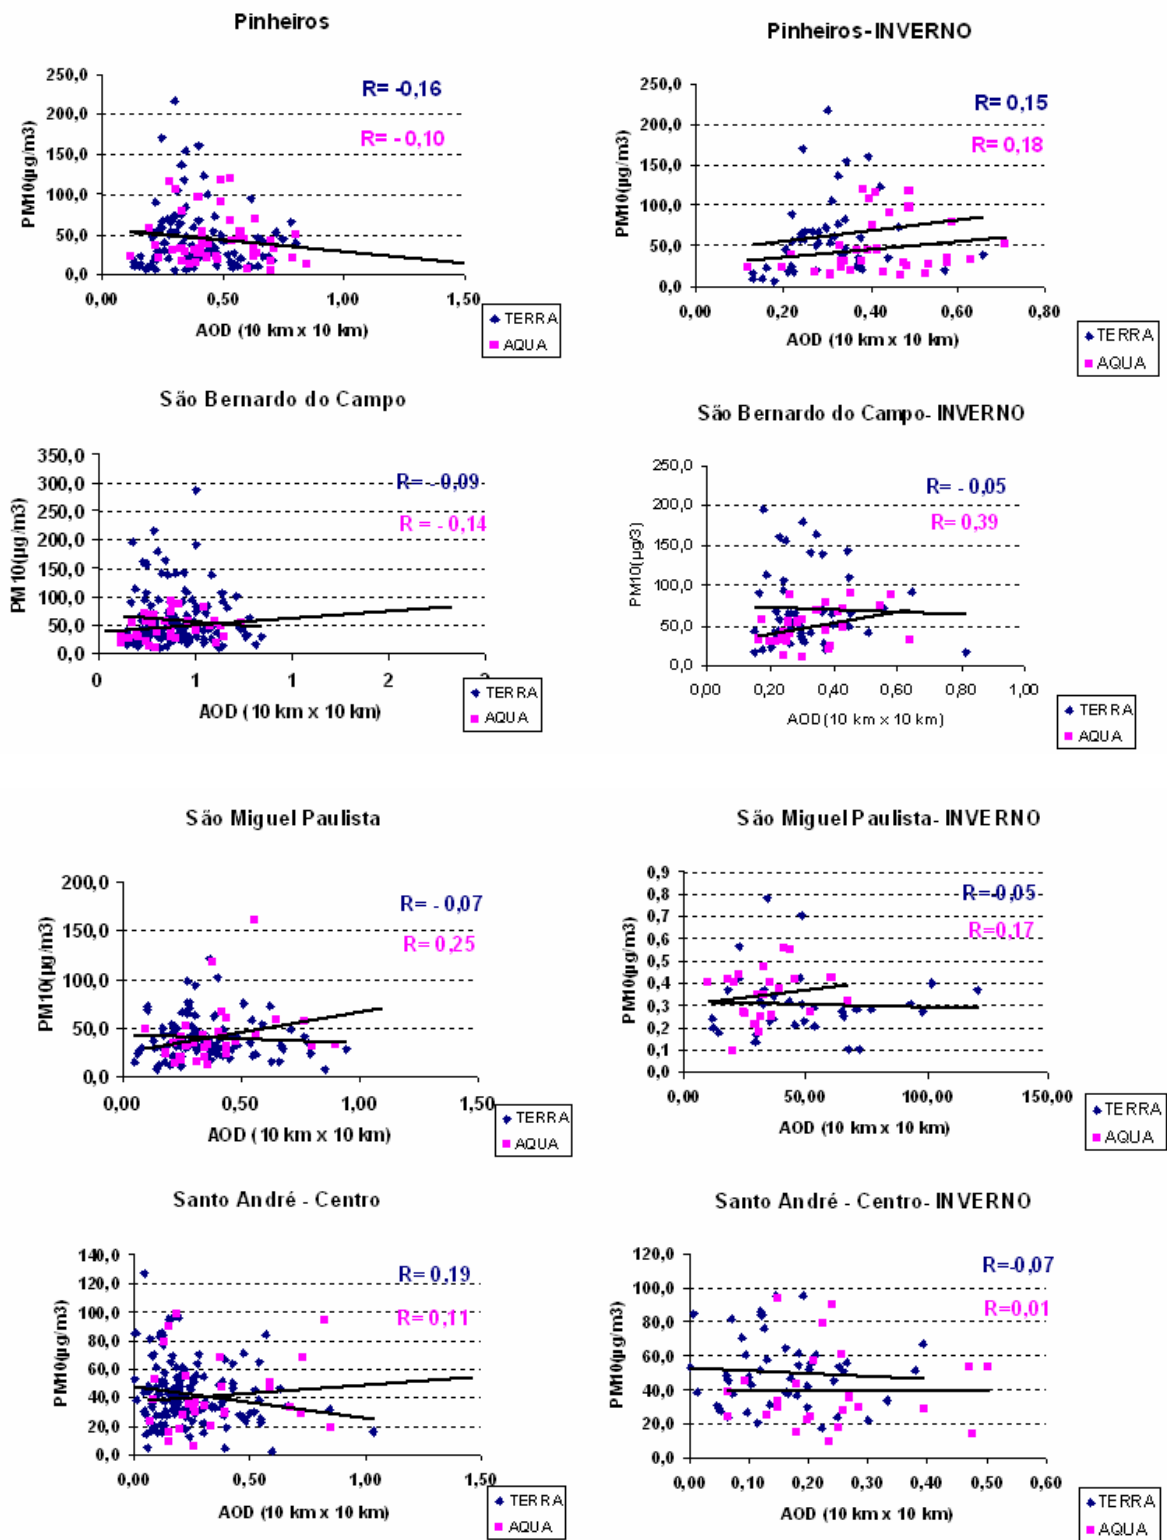 Pinheiros
R= -0,16
R= - 0,10
PM10(µg/m3)
250,0
200,0
150,0
100,0
50,0
0,0
0,00
0,50
1,00
1,50
AOD (10 km x 10 km)
TERRA
AQUA
Pinheiros-INVERNO
R= 0,15
R= 0,18
PM10(µg/m3)
250,0
200,0
150,0
100,0
50,0
0,0
0,00
0,20
0,40
0,60
0,80
AOD (10 km x 10 km)
TERRA
AQUA
São Bernardo do Campo
R= - 0,09
R = - 0,14
PM10(µg/m3)
350,0
300,0
250,0
200,0
150,0
100,0
50,0
0,0
0
1
1
2
2
AOD (10 km x 10 km)
TERRA
AQUA
São Bernardo do Campo- INVERNO
R= - 0,05
R= 0,39
PM10(µg/3)
250,0
200,0
150,0
100,0
50,0
0,0
0,00
0,20
0,40
0,60
0,80
1,00
AOD(10 km x 10 km)
TERRA
AQUA
São Miguel Paulista
R= - 0,07
R= 0,25
PM10(µg/m3)
200,0
150,0
100,0
50,0
0,0
0,00
0,50
1,00
1,50
AOD (10 km x 10 km)
TERRA
AQUA
São Miguel Paulista- INVERNO
R=-0,05
R=0,17
PM10(µg/m3)
0,9
0,8
0,7
0,6
0,5
0,4
0,3
0,2
0,1
0,0
0,00
50,00
100,00
150,00
AOD (10 km x 10 km)
TERRA
AQUA
Santo André - Centro
R= 0,19
R= 0,11
PM10(µg/m3)
140,0
120,0
100,0
80,0
60,0
40,0
20,0
0,0
0,00
0,50
1,00
1,50
AOD (10 km x 10 km)
TERRA
AQUA
Santo André - Centro- INVERNO
R=-0,07
R=0,01
PM10(µg/m3)
120,0
100,0
80,0
60,0
40,0
20,0
0,0
0,00
0,10
0,20
0,30
0,40
0,50
0,60
AOD (10 km x 10 km)
TERRA
AQUA